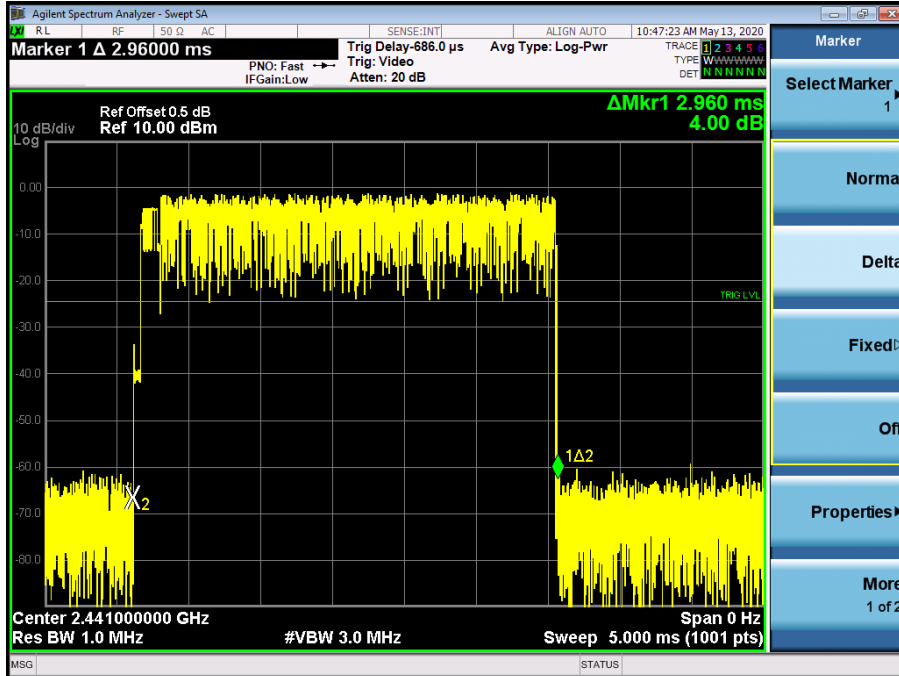 Agilent Spectrum Analyzer - Swept SA
LXI RL RF 50 Ω AC SENSE:INT ALIGN AUTO 10:47:23 AM May 13, 2020
Marker 1 Δ 2.96000 ms
PNO: Fast
IFGain:Low
Trig Delay-686.0 µs
Trig: Video
Atten: 20 dB
Avg Type: Log-Pwr
TRACE 1 2 3 4 5 6
TYPE WWWWWW
DET N N N N N N
ΔMkr1 2.960 ms
4.00 dB
Ref Offset 0.5 dB
10 dB/div Ref 10.00 dBm
Log
0.00
-10.0
-20.0
TRIG LVL
-30.0
-40.0
-50.0
-60.0
1Δ2
2
-70.0
-80.0
Center 2.441000000 GHz Span 0 Hz
Res BW 1.0 MHz #VBW 3.0 MHz Sweep 5.000 ms (1001 pts)
MSG STATUS
Marker
Select Marker
1
Norma
Delta
Fixed
Off
Properties
More
1 of 2